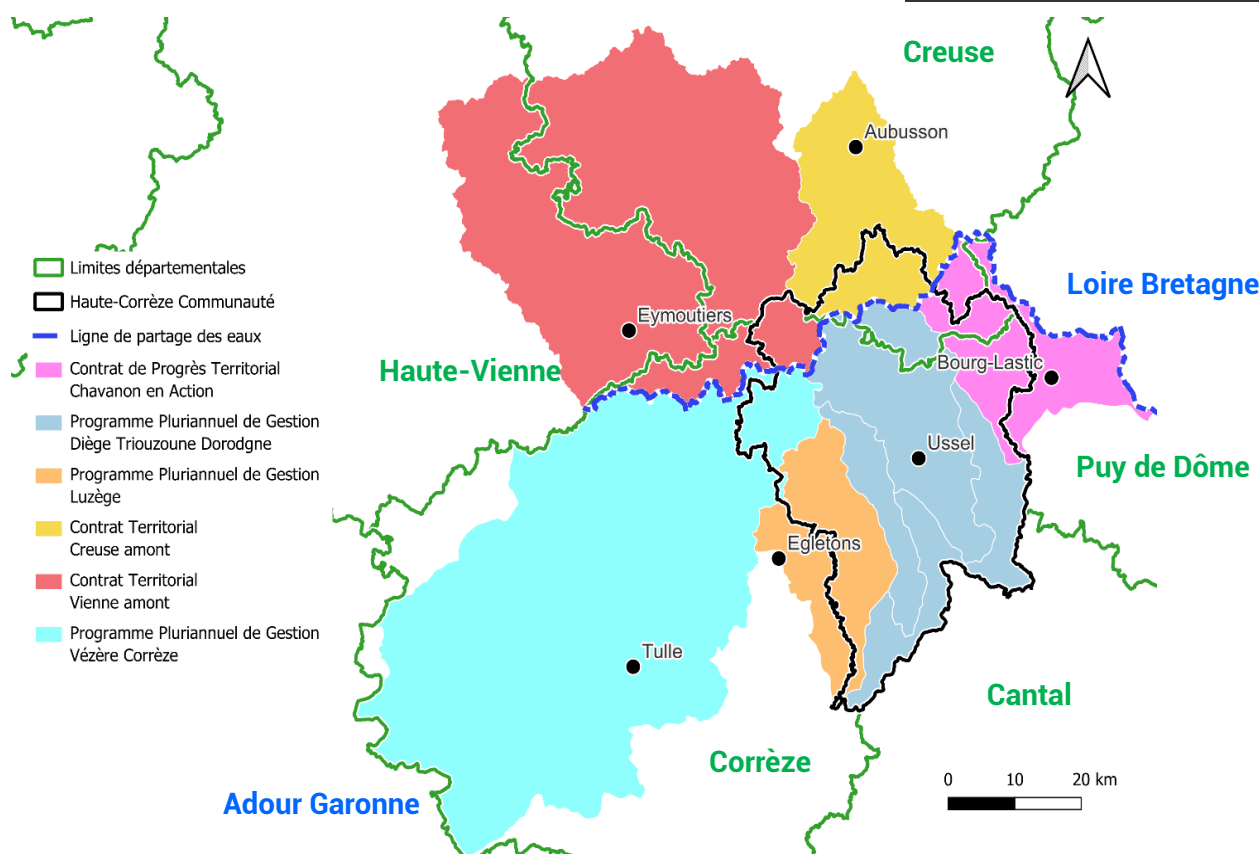 Creuse
Aubusson
Limites départementales
Haute-Corrèze Communauté
Ligne de partage des eaux
Contrat de Progrès Territorial
Chavanon en Action
Programme Pluriannuel de Gestion
Diège Triouzoune Dorodgne
Programme Pluriannuel de Gestion
Luzège
Contrat Territorial
Creuse amont
Contrat Territorial
Vienne amont
Programme Pluriannuel de Gestion
Vézère Corrèze
Loire Bretagne
Eymoutiers
Haute-Vienne
Bourg-Lastic
Ussel
Puy de Dôme
Egletons
Tulle
Cantal
Corrèze
Adour Garonne
0 10 20 km